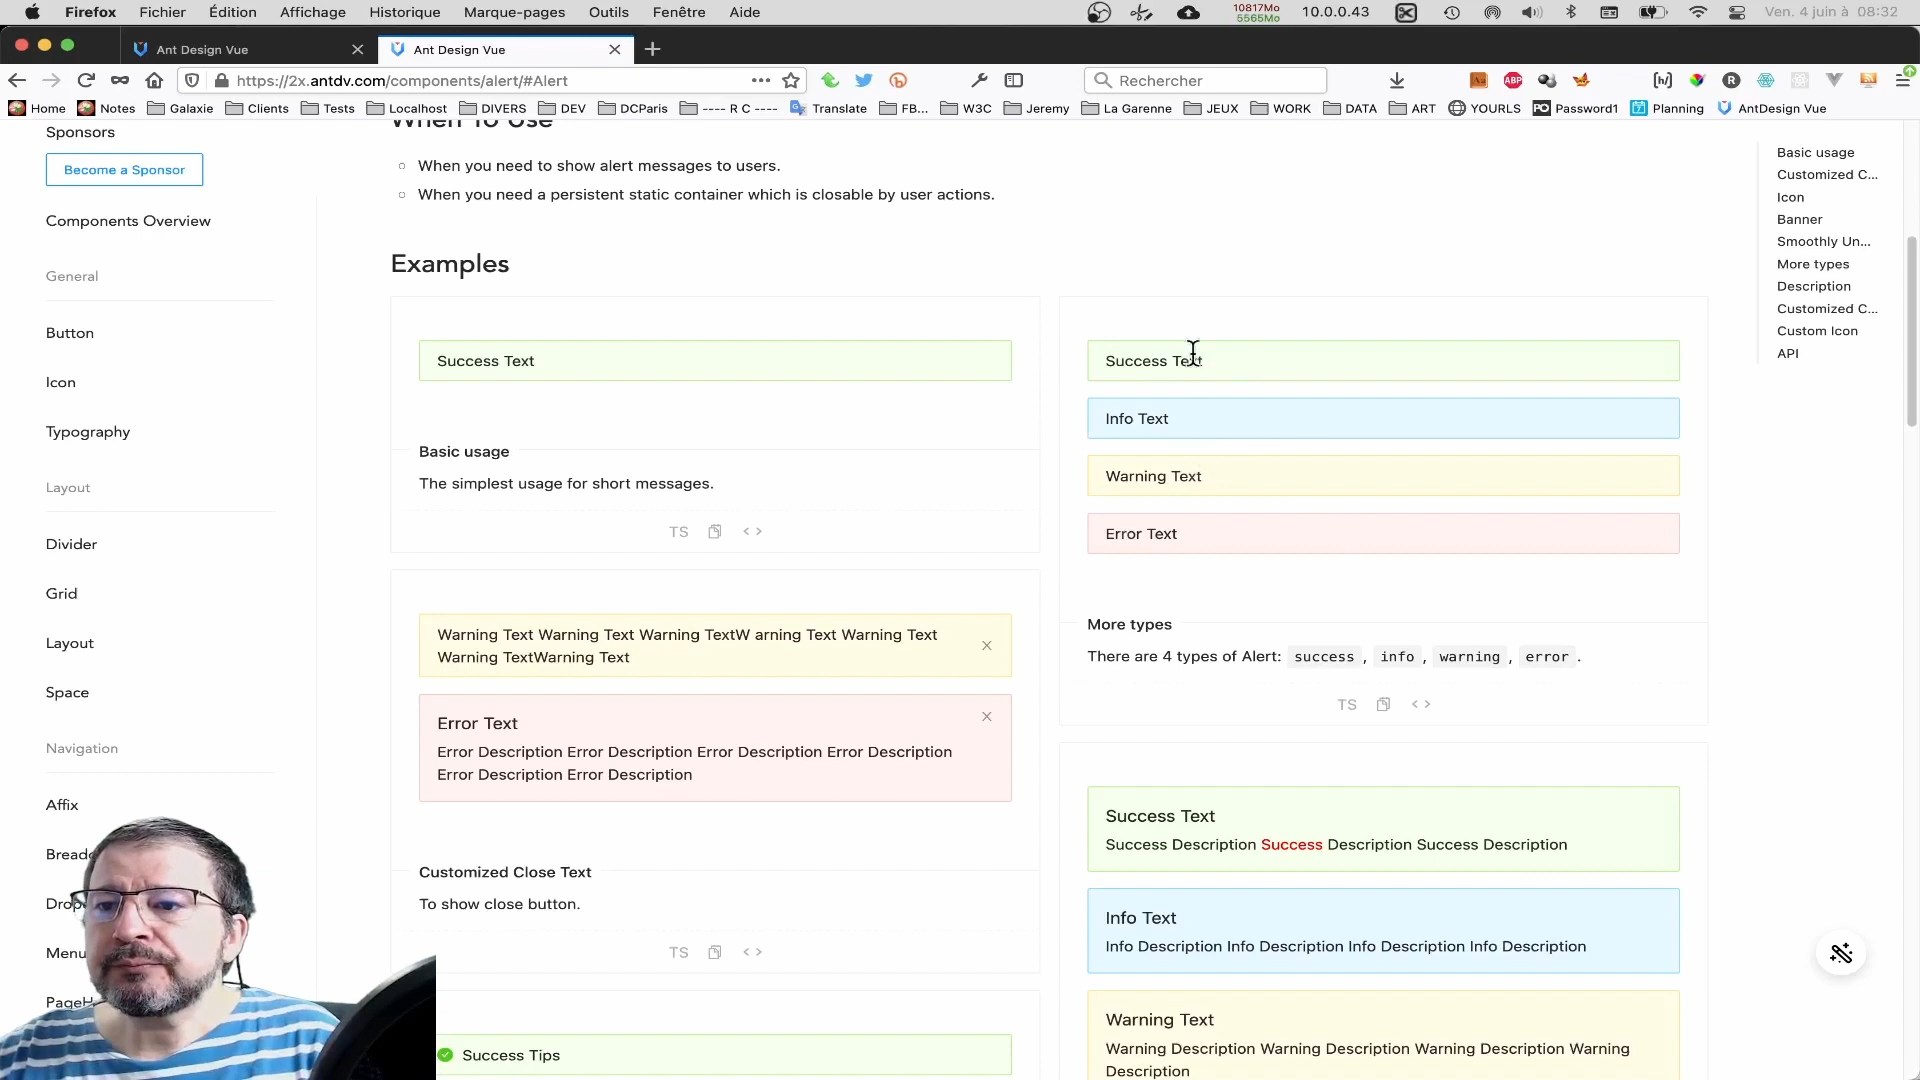 Firefox Fichier Édition Affichage Historique Marque-pages Outils Fenêtre Aide
10817Mo
5565Mo
10.0.0.43
Ven. 4 juin à 08:32
Ant Design Vue
Ant Design Vue
https://2x.antdv.com/components/alert/#Alert
Rechercher
ABP
Home Notes Galaxie Clients Tests Localhost DIVERS DEV DCParis ---- R C ---- Translate FB... W3C Jeremy La Garenne JEUX WORK DATA ART YOURLS Password1 Planning AntDesign Vue
Sponsors
Become a Sponsor
Components Overview
General
Button
Icon
Typography
Layout
Divider
Grid
Layout
Space
Navigation
Affix
Breadc
Drop
Menu
PageH
When To Use
When you need to show alert messages to users.
When you need a persistent static container which is closable by user actions.
Examples
Success Text
Basic usage
The simplest usage for short messages.
TS
Warning Text Warning Text Warning TextW arning Text Warning Text
Warning TextWarning Text
Error Text
Error Description Error Description Error Description Error Description
Error Description Error Description
Customized Close Text
To show close button.
TS
Success Tips
Success Text
Info Text
Warning Text
Error Text
More types
There are 4 types of Alert: success , info , warning , error .
TS
Success Text
Success Description Success Description Success Description
Info Text
Info Description Info Description Info Description Info Description
Warning Text
Warning Description Warning Description Warning Description Warning
Description
Basic usage
Customized C...
Icon
Banner
Smoothly Un...
More types
Description
Customized C...
Custom Icon
API